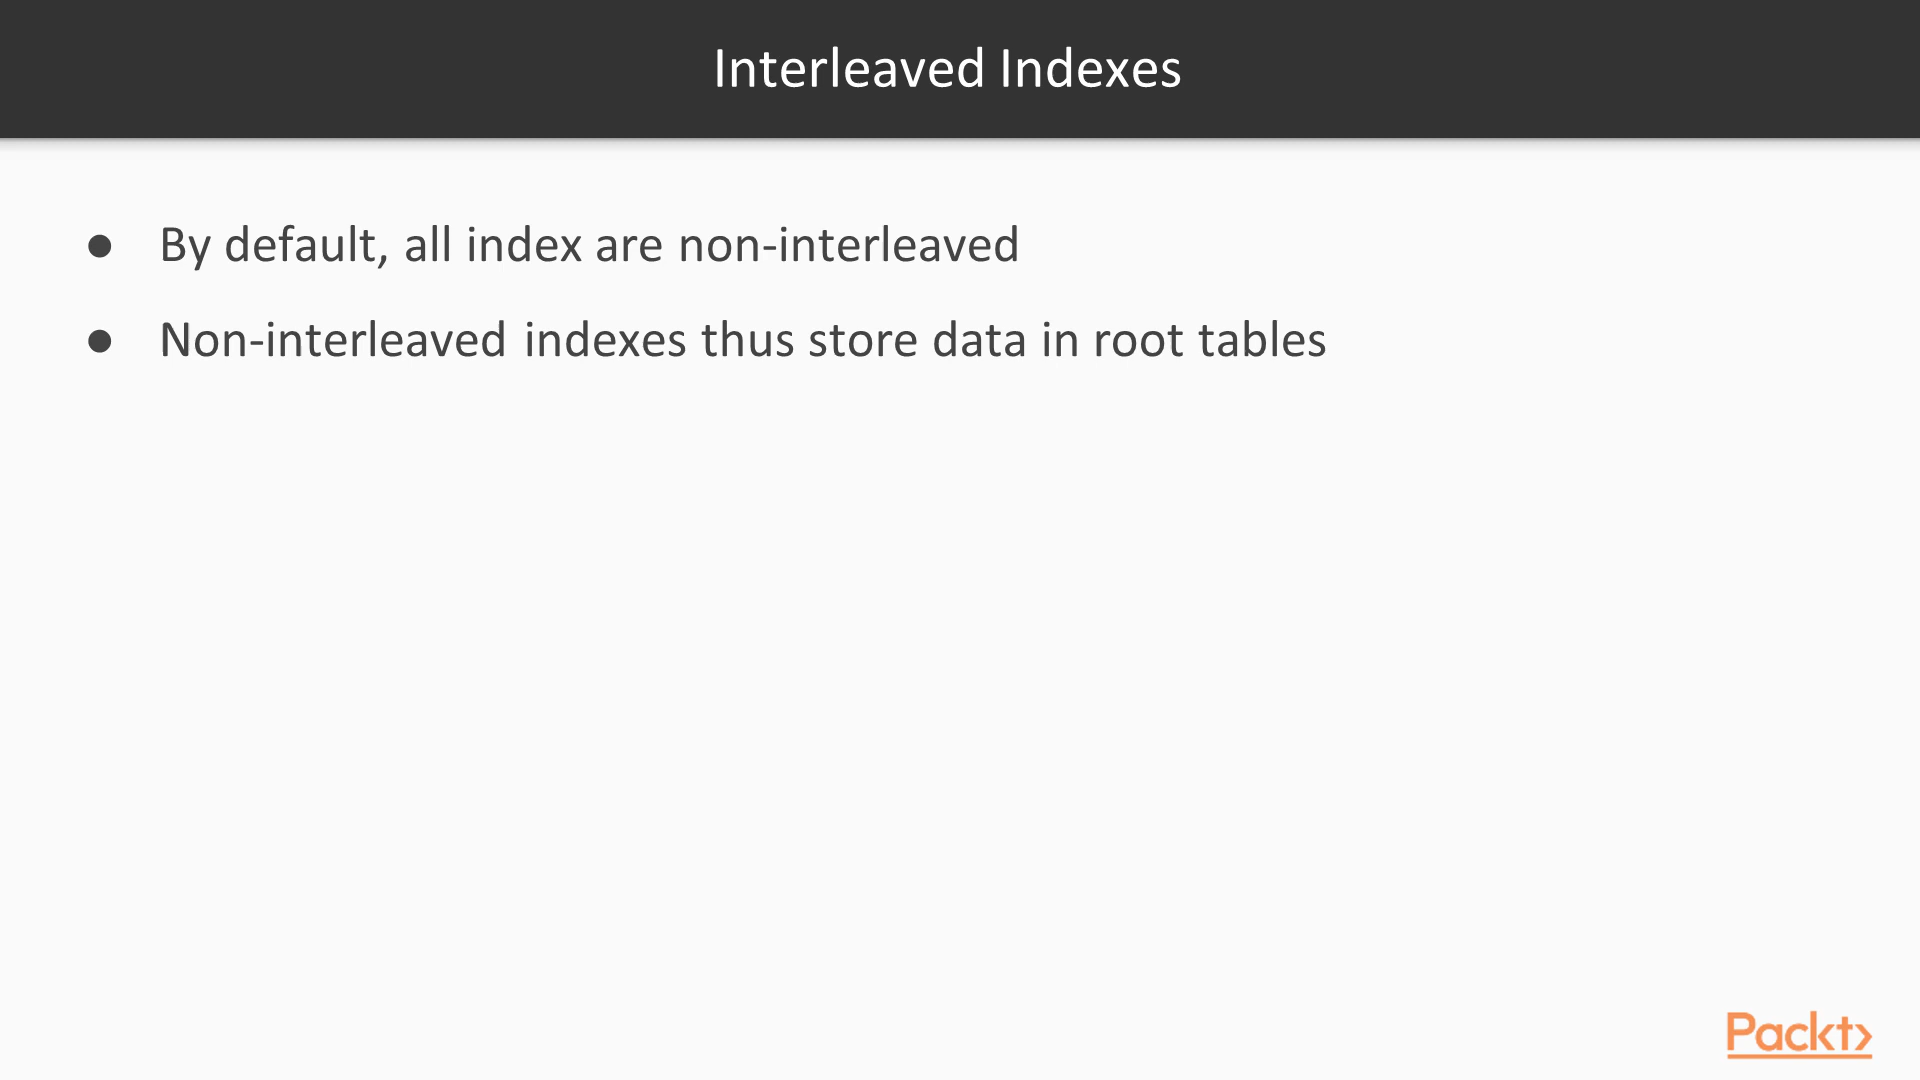 Interleaved Indexes
● By default, all index are non-interleaved
● Non-interleaved indexes thus store data in root tables
Packt>